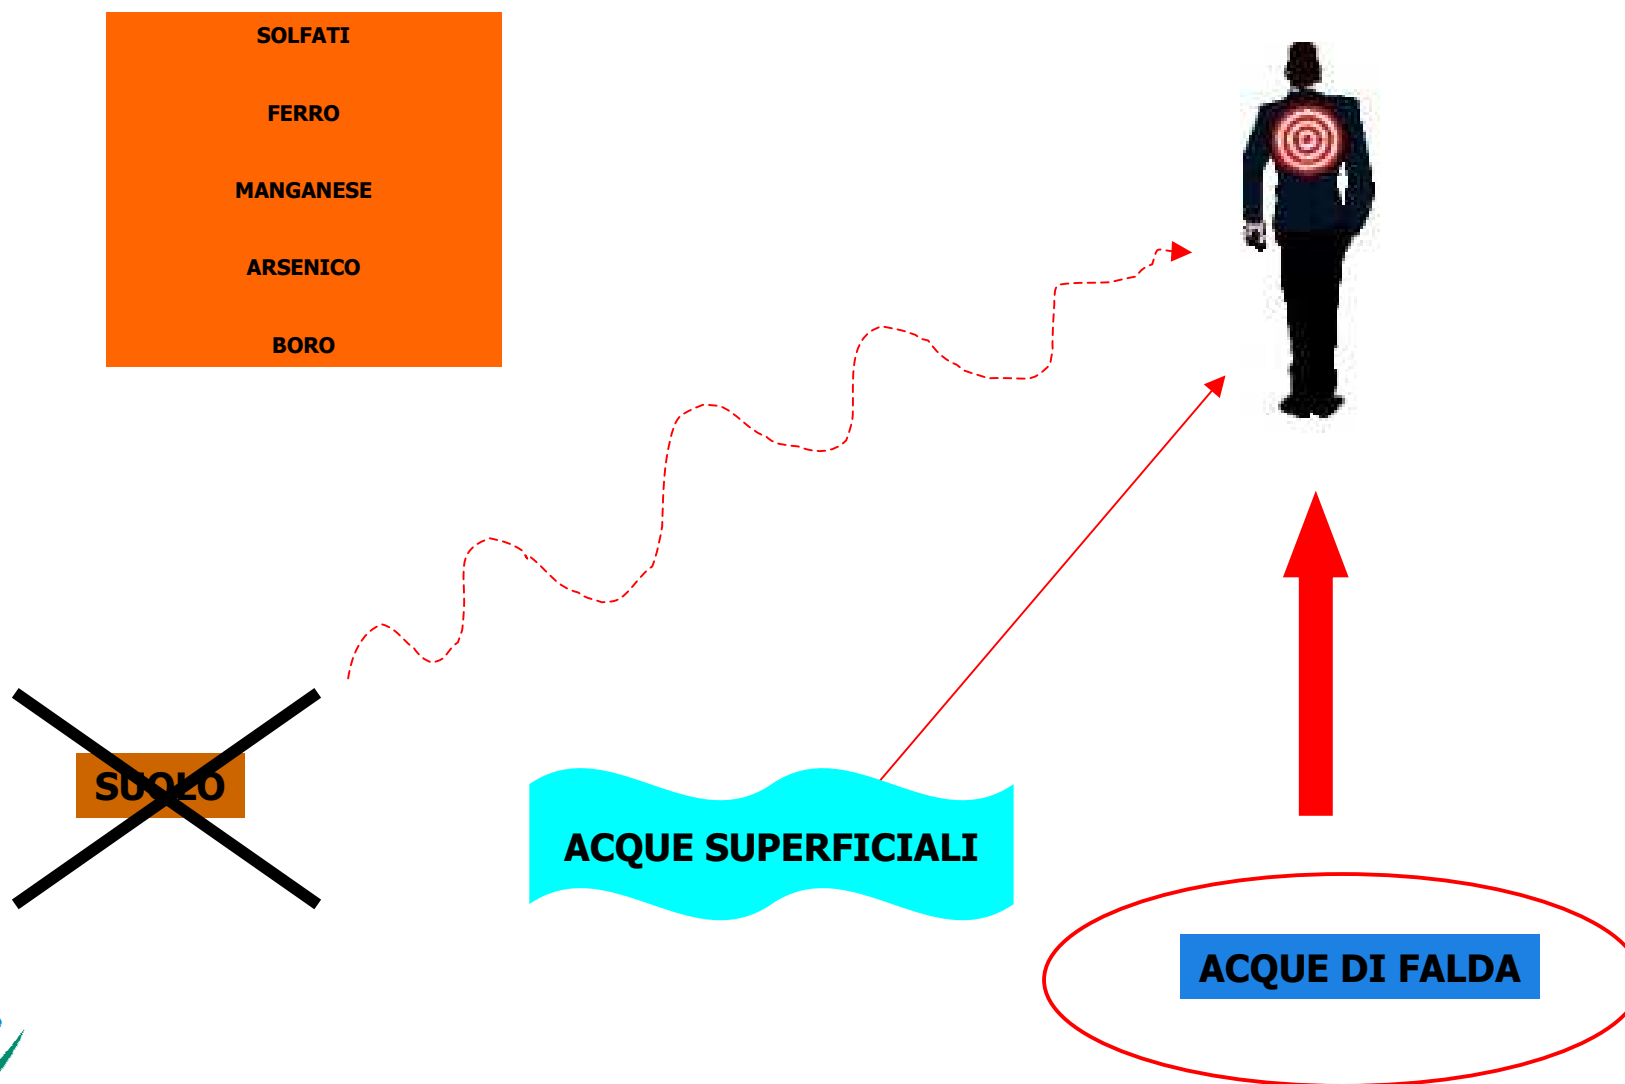 SOLFATI
FERRO
MANGANESE
ARSENICO
BORO
SUOLO
ACQUE SUPERFICIALI
ACQUE DI FALDA